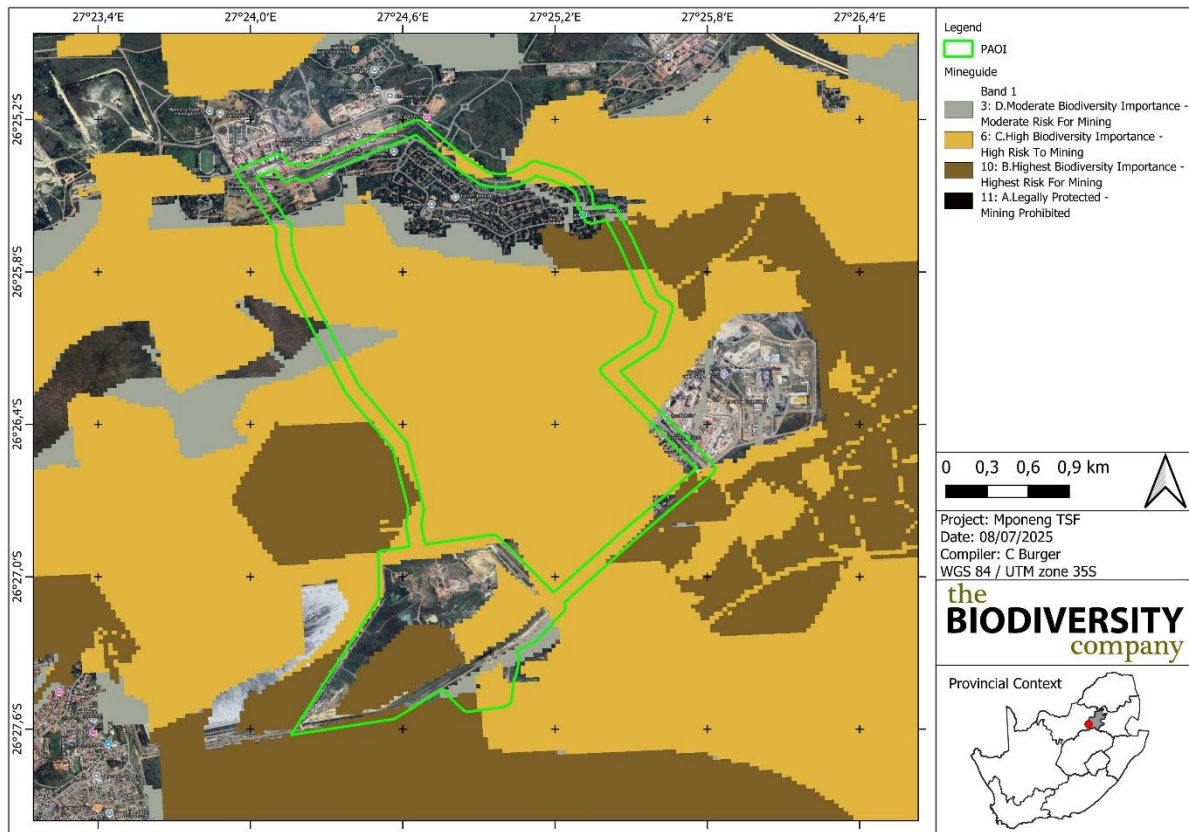 27°23,4'E
27°24,0'E
27°24,6'E
27°25,2'E
27°25,8'E
27°26,4'E
26°25,2'S
26°25,8'S
26°26,4'S
26°27,0'S
26°27,6'S
Legend
PAOI
Mineguide
Band 1
3: D.Moderate Biodiversity Importance -
Moderate Risk For Mining
6: C.High Biodiversity Importance -
High Risk To Mining
10: B.Highest Biodiversity Importance -
Highest Risk For Mining
11: A.Legally Protected -
Mining Prohibited
0 0,3 0,6 0,9 km
Project: Mponeng TSF
Date: 08/07/2025
Compiler: C Burger
WGS 84 / UTM zone 35S
the
BIODIVERSITY
company
Provincial Context